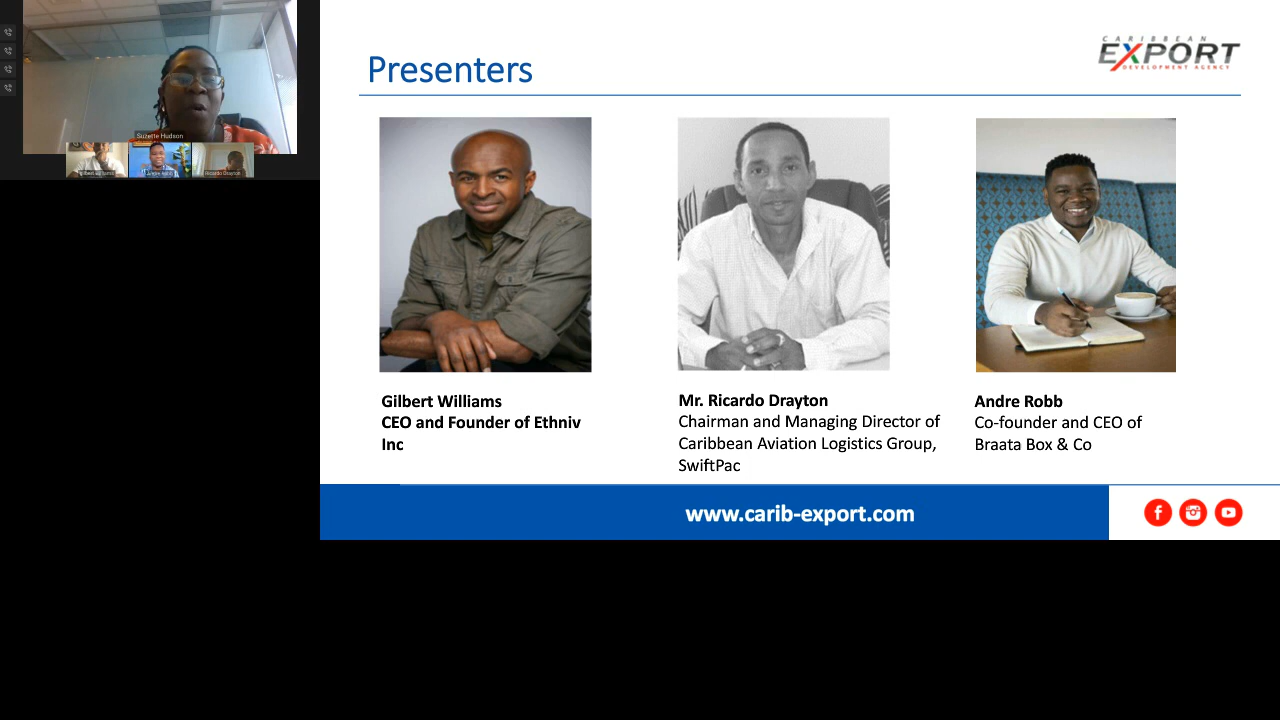 Suzette Hudson
Ricardo Drayton
Presenters
CARIBBEAN
EXPORT
DEVELOPMENT AGENCY
Gilbert Williams
CEO and Founder of Ethniv
Inc
Mr. Ricardo Drayton
Chairman and Managing Director of
Caribbean Aviation Logistics Group,
SwiftPac
Andre Robb
Co-founder and CEO of
Braata Box & Co
www.carib-export.com